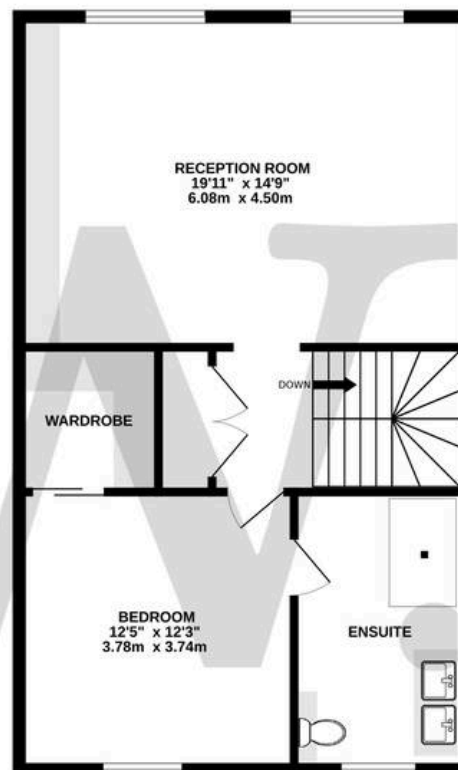 RECEPTION ROOM
19'11" x 14'9"
6.08m x 4.50m
DOWN
WARDROBE
BEDROOM
12'5" x 12'3"
3.78m x 3.74m
ENSUITE